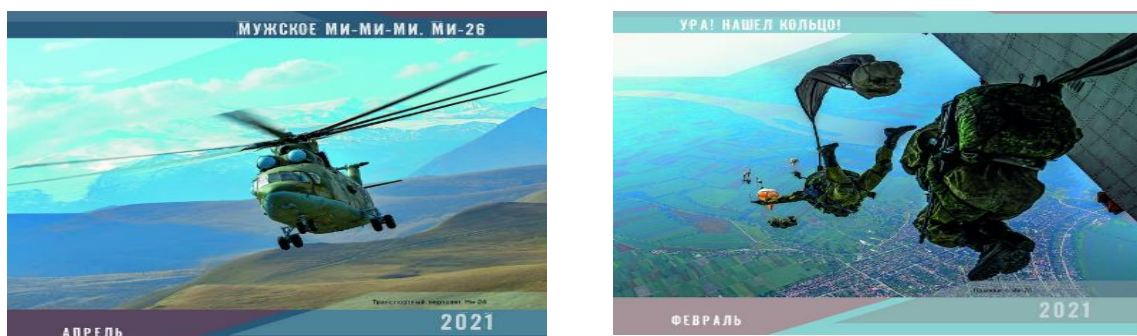 МУЖСКОЕ МИ-МИ-МИ. МИ-26
Транспортный вертолет Ми-26
АПРЕЛЬ
2021
УРА! НАШЕЛ КОЛЬЦО!
ФЕВРАЛЬ
2021